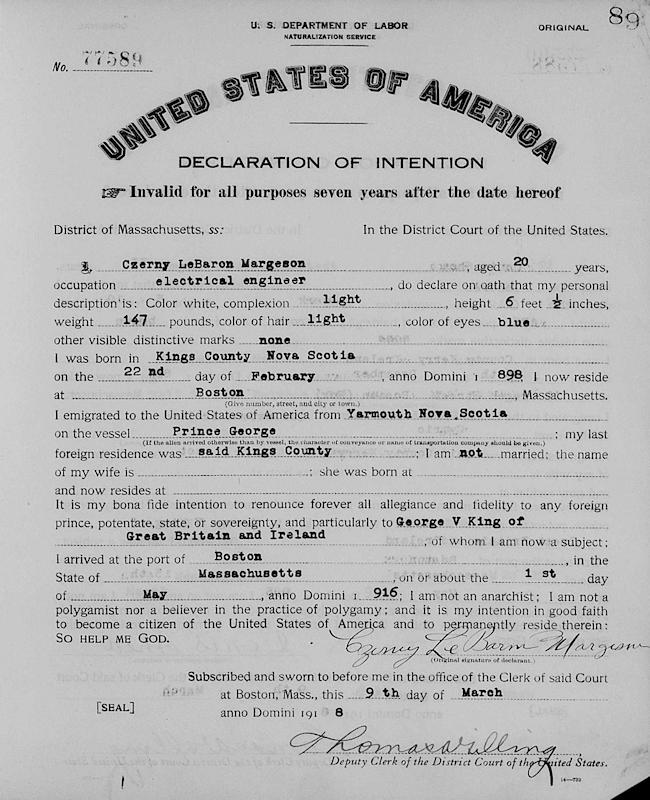 89
U. S. DEPARTMENT OF LABOR
ORIGINAL
NATURALIZATION SERVICE
No. 77589
UNITED STATES OF AMERICA
DECLARATION OF INTENTION
☞ Invalid for all purposes seven years after the date hereof
District of Massachusetts, ss: In the District Court of the United States.
I, Czerny LeBaron Margeson, aged 20 years,
occupation electrical engineer, do declare on oath that my personal
description is: Color white, complexion light, height 6 feet ½ inches,
weight 147 pounds, color of hair light, color of eyes blue
other visible distinctive marks none
I was born in Kings County Nova Scotia
on the 22 nd day of February, anno Domini 1 898, I now reside
at Boston, Massachusetts.
(Give number, street, and city or town.)
I emigrated to the United States of America from Yarmouth Nova Scotia
on the vessel Prince George; my last
(If the alien arrived otherwise than by vessel, the character of conveyance or name of transportation company should be given.)
foreign residence was said Kings County; I am not married; the name
of my wife is ; she was born at
and now resides at
It is my bona fide intention to renounce forever all allegiance and fidelity to any foreign
prince, potentate, state, or sovereignty, and particularly to George V King of
Great Britain and Ireland, of whom I am now a subject;
I arrived at the port of Boston, in the
State of Massachusetts, on or about the 1 st day
of May, anno Domini 1 916; I am not an anarchist; I am not a
polygamist nor a believer in the practice of polygamy; and it is my intention in good faith
to become a citizen of the United States of America and to permanently reside therein:
SO HELP ME GOD. Czerny LeBaron Margeson
(Original signature of declarant.)
Subscribed and sworn to before me in the office of the Clerk of said Court
at Boston, Mass., this 9 th day of March
[SEAL] anno Domini 191 8
Deputy Clerk of the District Court of the United States.
14—733